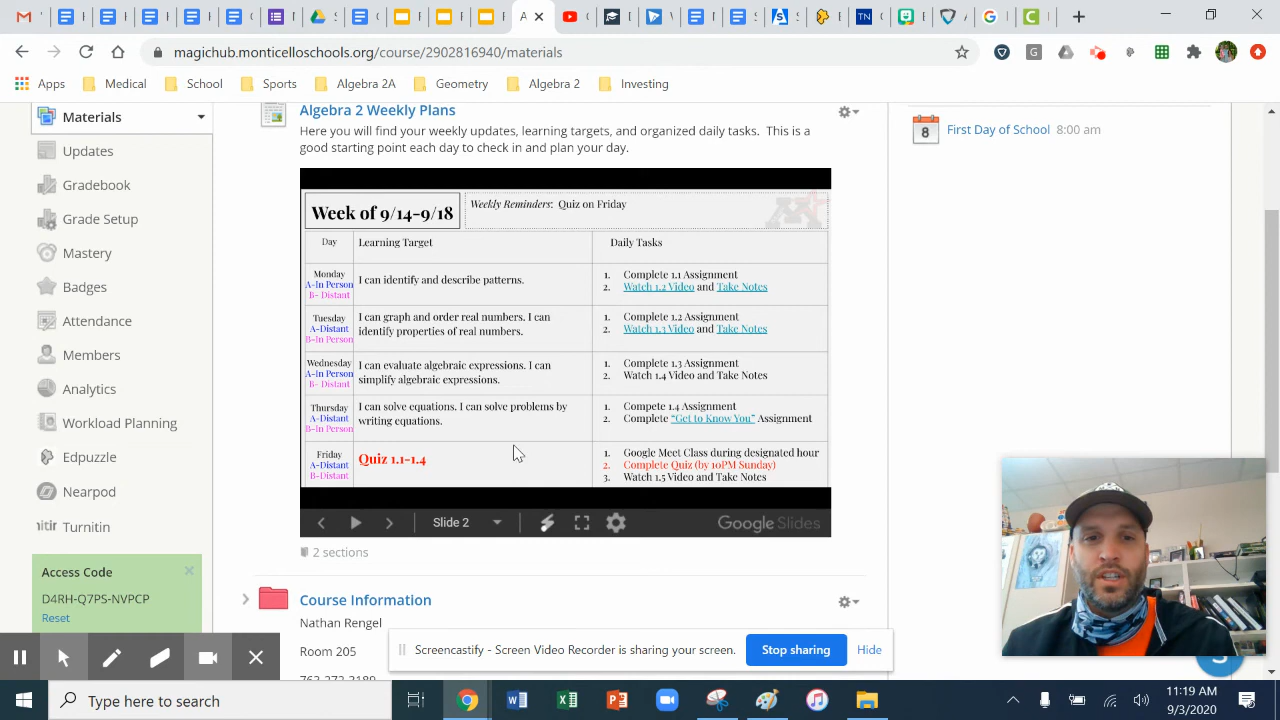 A
magichub.monticelloschools.org/course/2902816940/materials
Apps
Medical
School
Sports
Algebra 2A
Geometry
Algebra 2
Investing
Materials
Updates
Gradebook
Grade Setup
Mastery
Badges
Attendance
Members
Analytics
Workload Planning
Edpuzzle
Nearpod
Turnitin
Access Code
D4RH-Q7PS-NVPCP
Reset
Algebra 2 Weekly Plans
Here you will find your weekly updates, learning targets, and organized daily tasks. This is a
good starting point each day to check in and plan your day.
Week of 9/14-9/18
Weekly Reminders: Quiz on Friday
Day
Learning Target
Daily Tasks
Monday
A-In Person
B- Distant
I can identify and describe patterns.
1. Complete 1.1 Assignment
2. Watch 1.2 Video and Take Notes
Tuesday
A-Distant
B-In Person
I can graph and order real numbers. I can
identify properties of real numbers.
1. Complete 1.2 Assignment
2. Watch 1.3 Video and Take Notes
Wednesday
A-In Person
B- Distant
I can evaluate algebraic expressions. I can
simplify algebraic expressions.
1. Complete 1.3 Assignment
2. Watch 1.4 Video and Take Notes
Thursday
A-Distant
B-In Person
I can solve equations. I can solve problems by
writing equations.
1. Compete 1.4 Assignment
2. Complete “Get to Know You” Assignment
Friday
A-Distant
B-Distant
Quiz 1.1-1.4
1. Google Meet Class during designated hour
2. Complete Quiz (by 10PM Sunday)
3. Watch 1.5 Video and Take Notes
Slide 2
Google Slides
2 sections
Course Information
Nathan Rengel
Room 205
8
First Day of School 8:00 am
Screencastify - Screen Video Recorder is sharing your screen.
Stop sharing
Hide
Type here to search
11:19 AM
9/3/2020